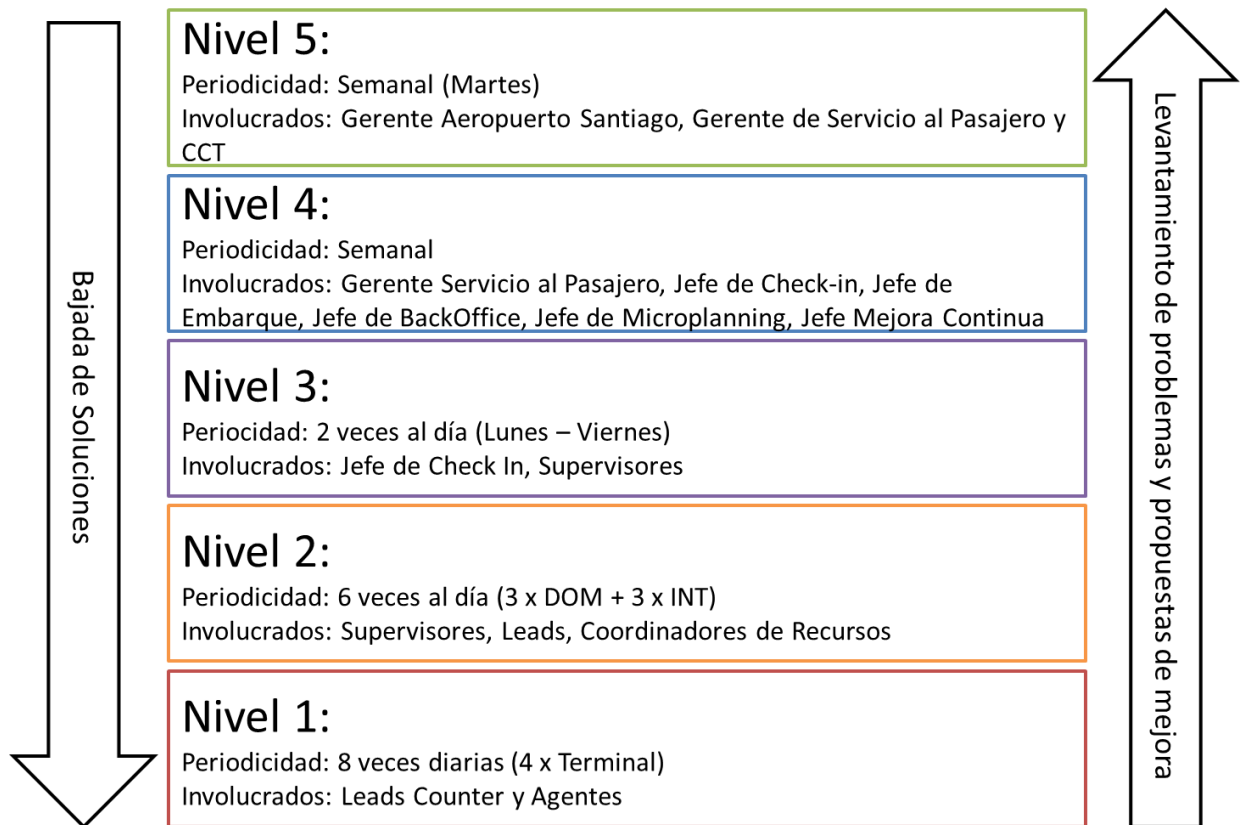 Nivel 5:
Periodicidad: Semanal (Martes)
Involucrados: Gerente Aeropuerto Santiago, Gerente de Servicio al Pasajero y
CCT
Nivel 4:
Periodicidad: Semanal
Involucrados: Gerente Servicio al Pasajero, Jefe de Check-in, Jefe de
Embarque, Jefe de BackOffice, Jefe de Microplanning, Jefe Mejora Continua
Nivel 3:
Periocidad: 2 veces al día (Lunes – Viernes)
Involucrados: Jefe de Check In, Supervisores
Nivel 2:
Periodicidad: 6 veces al día (3 x DOM + 3 x INT)
Involucrados: Supervisores, Leads, Coordinadores de Recursos
Nivel 1:
Periodicidad: 8 veces diarias (4 x Terminal)
Involucrados: Leads Counter y Agentes
Bajada de Soluciones
Levantamiento de problemas y propuestas de mejora